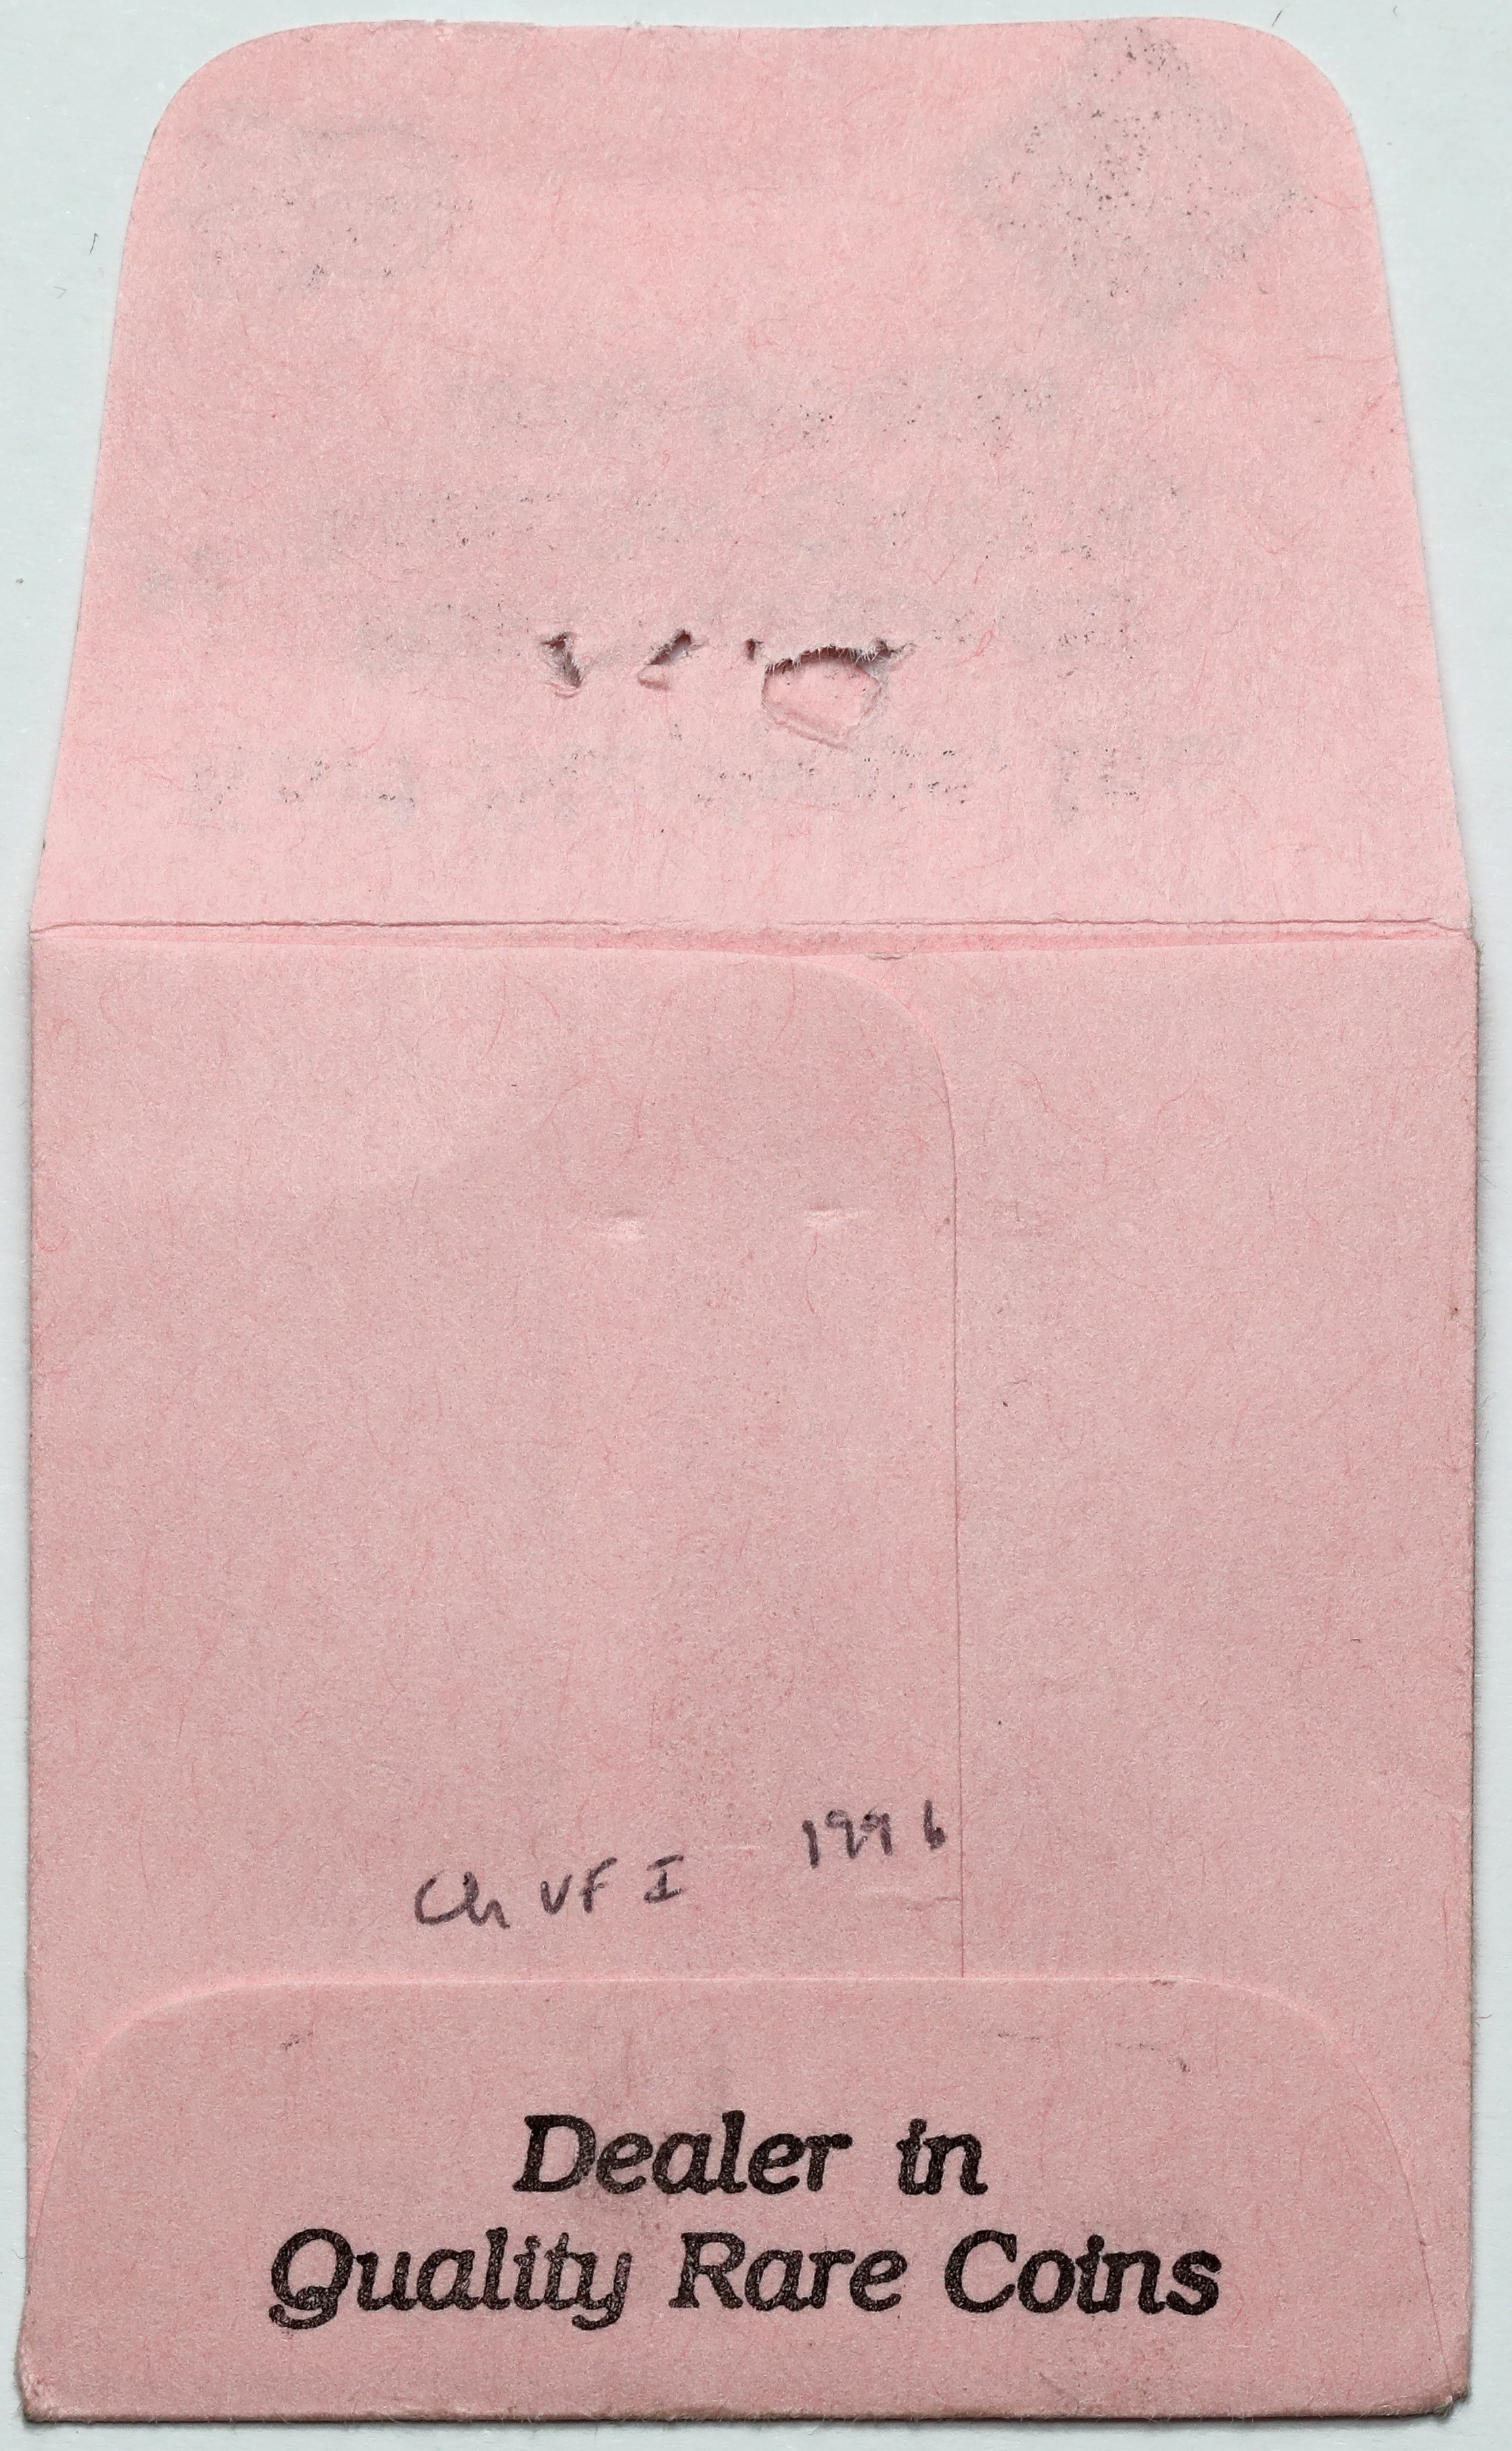 Ch VF I 1996
Dealer in
Quality Rare Coins